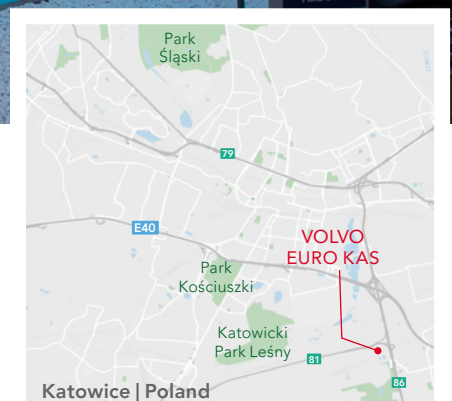 Park
Śląski
79
E40
VOLVO
EURO KAS
Park
Kościuszki
Katowicki
Park Leśny
81
86
Katowice | Poland